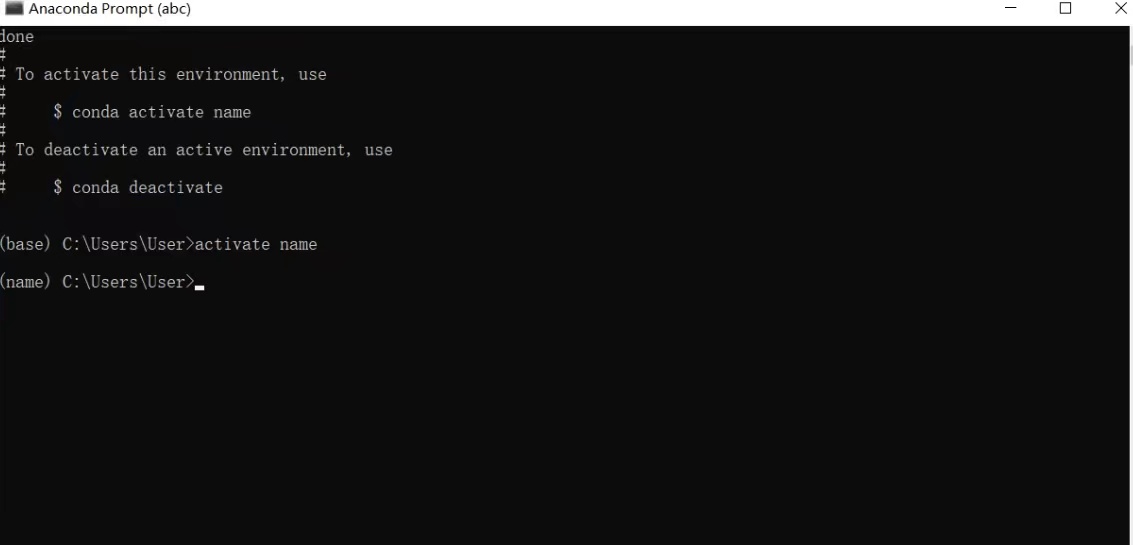 Anaconda Prompt (abc)
done
#
# To activate this environment, use
#
#     $ conda activate name
#
# To deactivate an active environment, use
#
#     $ conda deactivate
(base) C:\Users\User>activate name
(name) C:\Users\User>